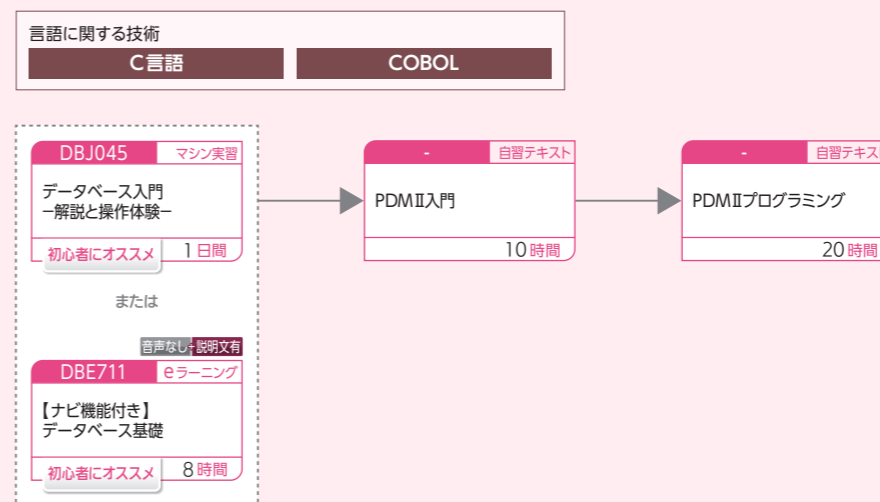 言語に関する技術
C言語
COBOL
DBJ045
マシン実習
データベース入門
−解説と操作体験−
初心者にオススメ
1日間
-
自習テキスト
PDMⅡ入門
10時間
-
自習テキス
PDMⅡプログラミング
20時間
または
音声なし+説明文有
DBE711
eラーニング
【ナビ機能付き】
データベース基礎
初心者にオススメ
8時間